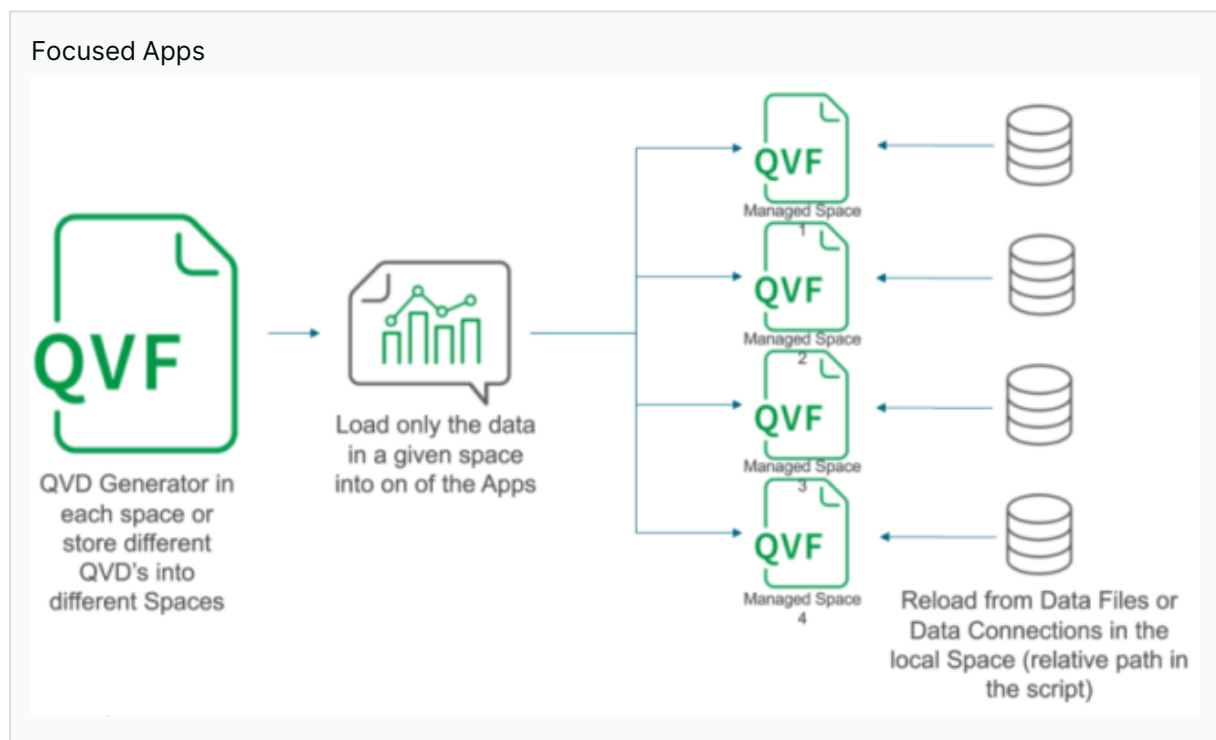 Focused Apps
QVF
QVD Generator in
each space or
store different
QVD's into
different Spaces
Load only the data
in a given space
into on of the Apps
QVF
Managed Space
1
QVF
Managed Space
2
QVF
Managed Space
3
QVF
Managed Space
4
Reload from Data Files or
Data Connections in the
local Space (relative path in
the script)